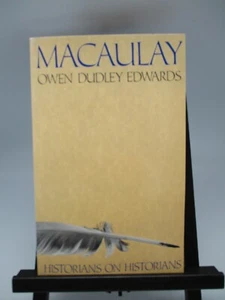 MACAULAY
OWEN DUDLEY EDWARDS
HISTORIANS ON HISTORIANS